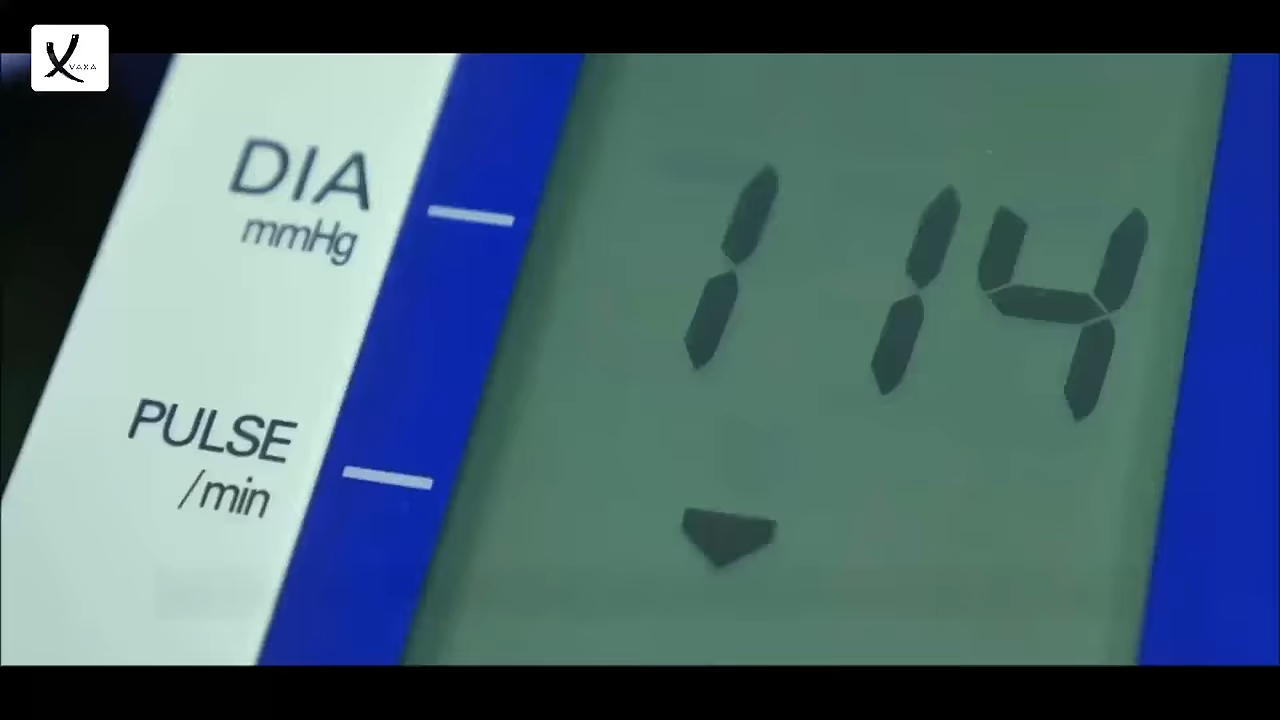 VAXA
DIA
mmHg
114
PULSE
/min